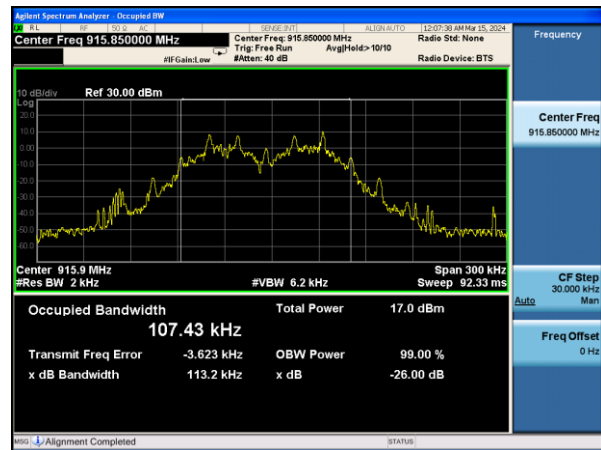 Agilent Spectrum Analyzer - Occupied BW
RL RF 50 Ω AC SENSE:INT ALIGN AUTO 12:07:38 AM Mar 15, 2024
Center Freq 915.850000 MHz
#IFGain:Low
Center Freq: 915.850000 MHz
Trig: Free Run Avg|Hold:>10/10
#Atten: 40 dB
Radio Std: None
Radio Device: BTS
10 dB/div Ref 30.00 dBm
Log
20.0
10.0
0.00
-10.0
-20.0
-30.0
-40.0
-50.0
-60.0
Center 915.9 MHz Span 300 kHz
#Res BW 2 kHz #VBW 6.2 kHz Sweep 92.33 ms
Occupied Bandwidth Total Power 17.0 dBm
107.43 kHz
Transmit Freq Error -3.623 kHz OBW Power 99.00 %
x dB Bandwidth 113.2 kHz x dB -26.00 dB
MSG Alignment Completed STATUS
Frequency
Center Freq
915.850000 MHz
CF Step
30.000 kHz
Auto Man
Freq Offset
0 Hz